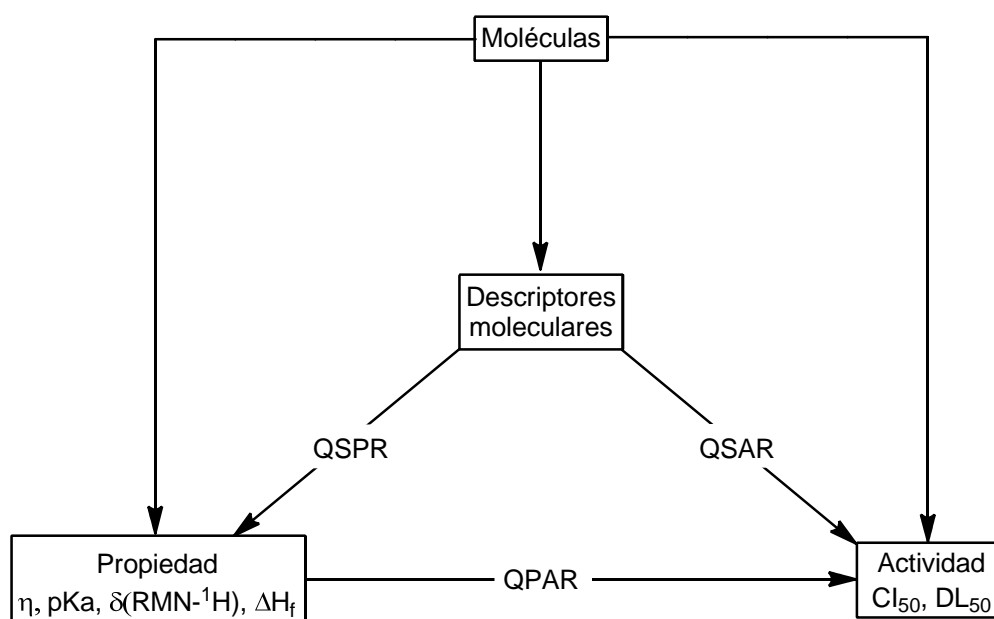 Moléculas
Descriptores
moleculares
QSPR
QSAR
Propiedad
η, pKa, δ(RMN-¹H), ΔH_f
QPAR
Actividad
CI₅₀, DL₅₀